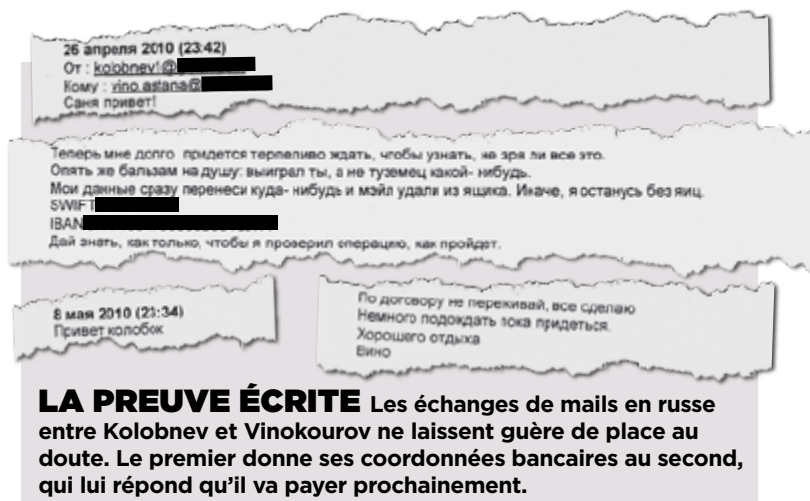 26 апреля 2010 (23:42)
От : kolobnev!@
Кому : vino.astana@
Саня привет!
Теперь мне долго придется терпеливо ждать, чтобы узнать, не зря ли все это.
Опять же бальзам на душу: выиграл ты, а не туземец какой- нибудь.
Мои данные сразу перенеси куда- нибудь и мэйл удали из ящика. Иначе, я останусь без яиц.
SWIFT
IBAN
Дай знать, как только, чтобы я проверил операцию, как пройдет.
8 мая 2010 (23:34)
Привет колобок
По договору не переживай, все сделаю
Немного подождать пока придеться.
Хорошего отдыха
Вино
LA PREUVE ÉCRITE Les échanges de mails en russe
entre Kolobnev et Vinokourov ne laissent guère de place au
doute. Le premier donne ses coordonnées bancaires au second,
qui lui répond qu'il va payer prochainement.